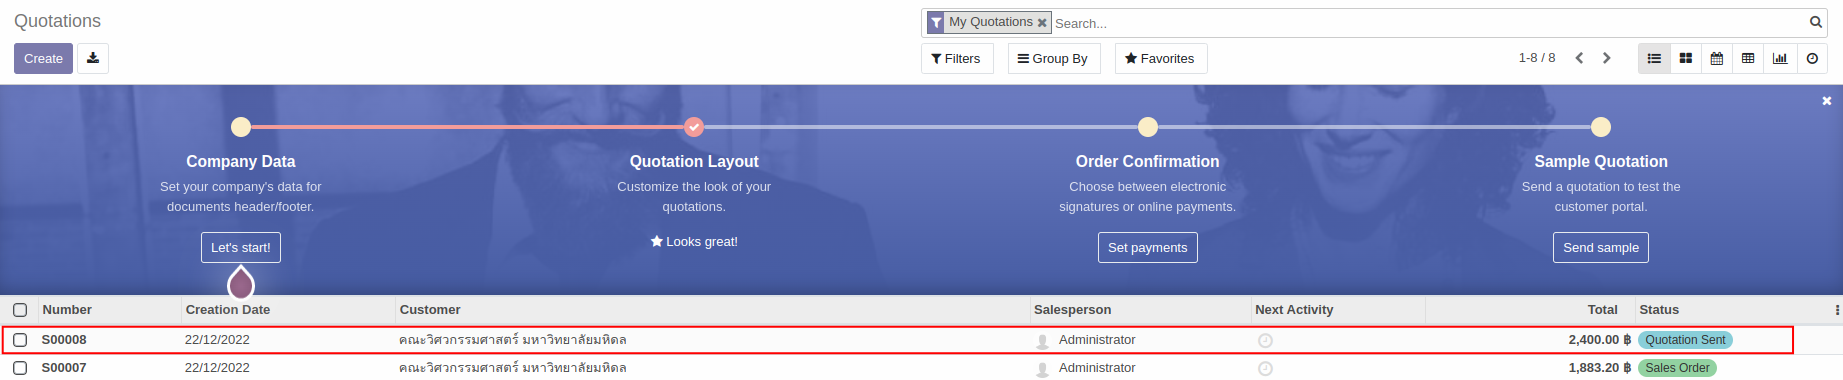 Quotations
My Quotations Search...
Create
Filters Group By Favorites 1-8 / 8
Company Data
Set your company's data for
documents header/footer.
Let's start!
Quotation Layout
Customize the look of your
quotations.
Looks great!
Order Confirmation
Choose between electronic
signatures or online payments.
Set payments
Sample Quotation
Send a quotation to test the
customer portal.
Send sample
Number Creation Date Customer Salesperson Next Activity Total Status
S00008 22/12/2022 คณะวิศวกรรมศาสตร์ มหาวิทยาลัยมหิดล Administrator 2,400.00 ฿ Quotation Sent
S00007 22/12/2022 คณะวิศวกรรมศาสตร์ มหาวิทยาลัยมหิดล Administrator 1,883.20 ฿ Sales Order